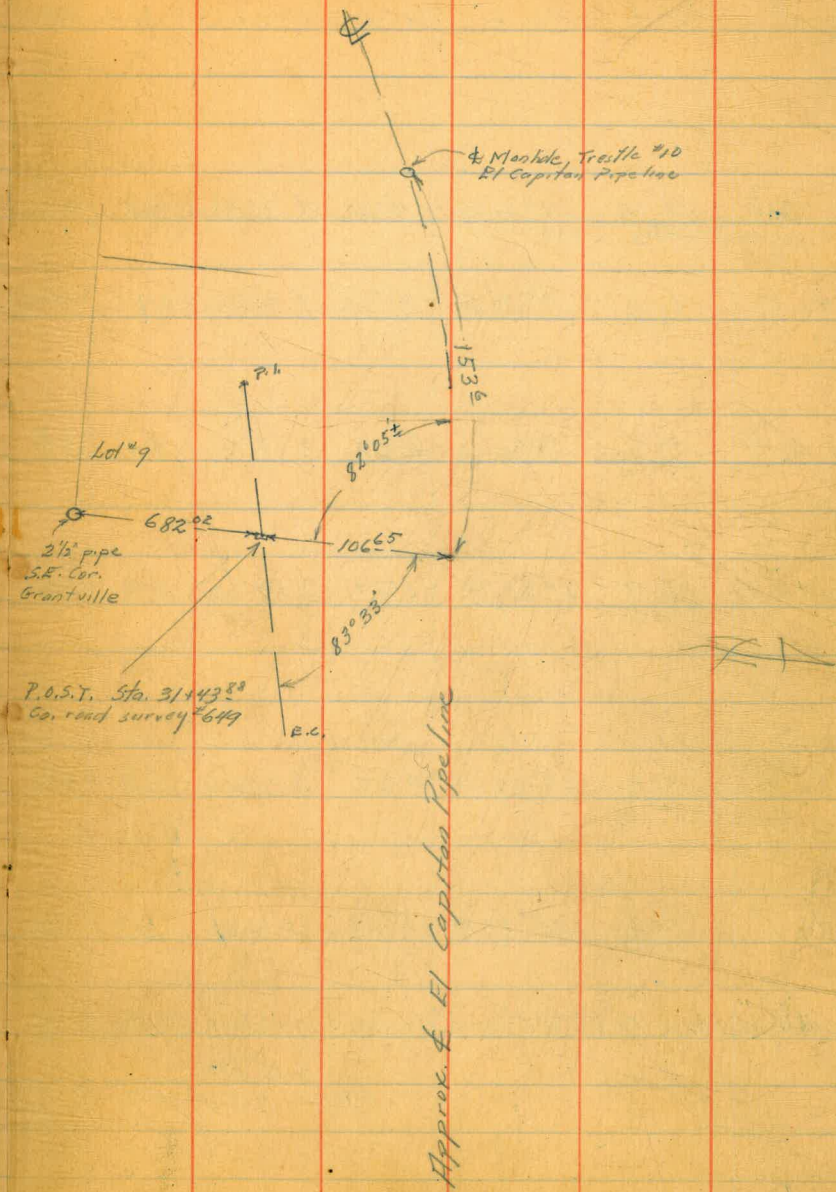 ℄
℄ Manhole, Trestle #10
El Capitan Pipeline
153.6
P.I.
82°05'±
Lot #9
682.02
106.65
2½" pipe
S.E. Cor.
Grantville
83°33'
P.O.S.T. Sta. 31+43.88
Co. road survey #649
E.C.
Approx. ℄ El Capitan Pipeline